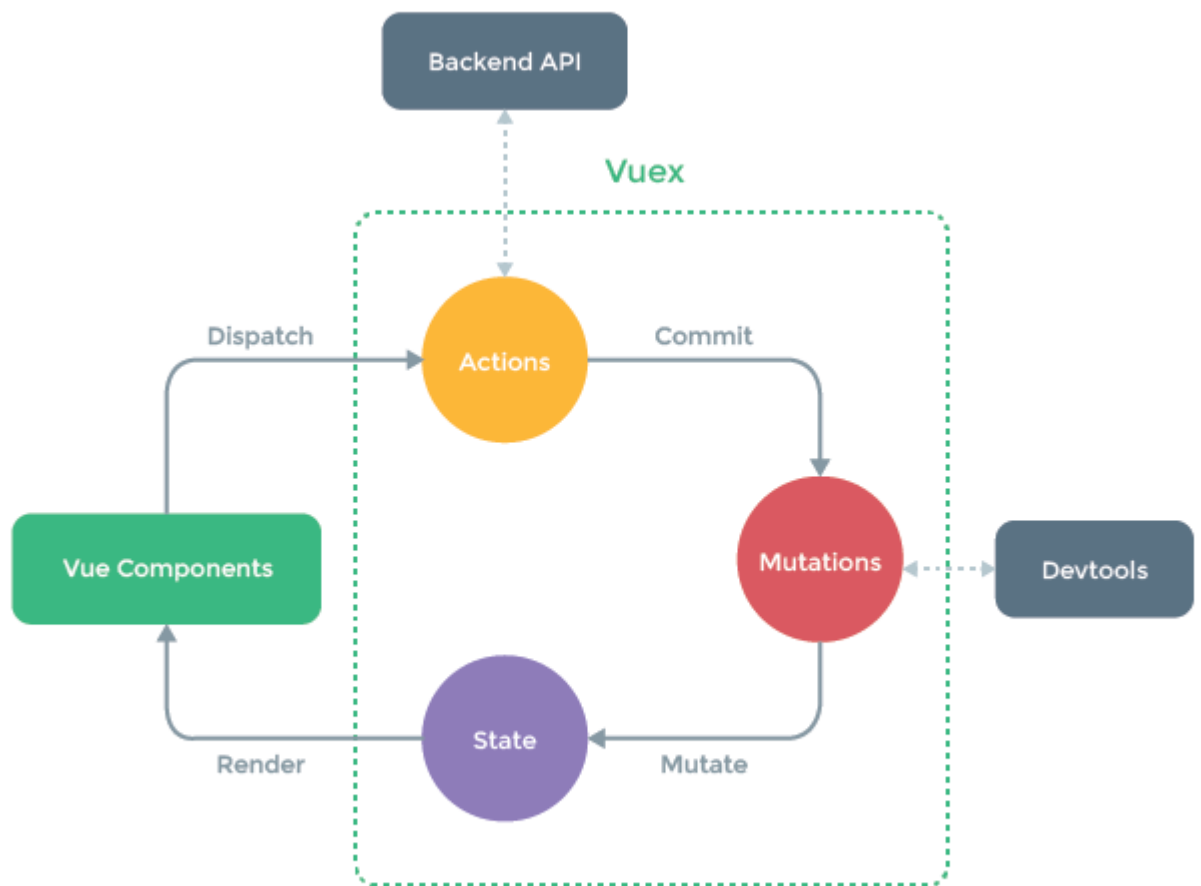 Backend API
Vuex
Dispatch
Commit
Actions
Vue Components
Mutations
Devtools
State
Render
Mutate